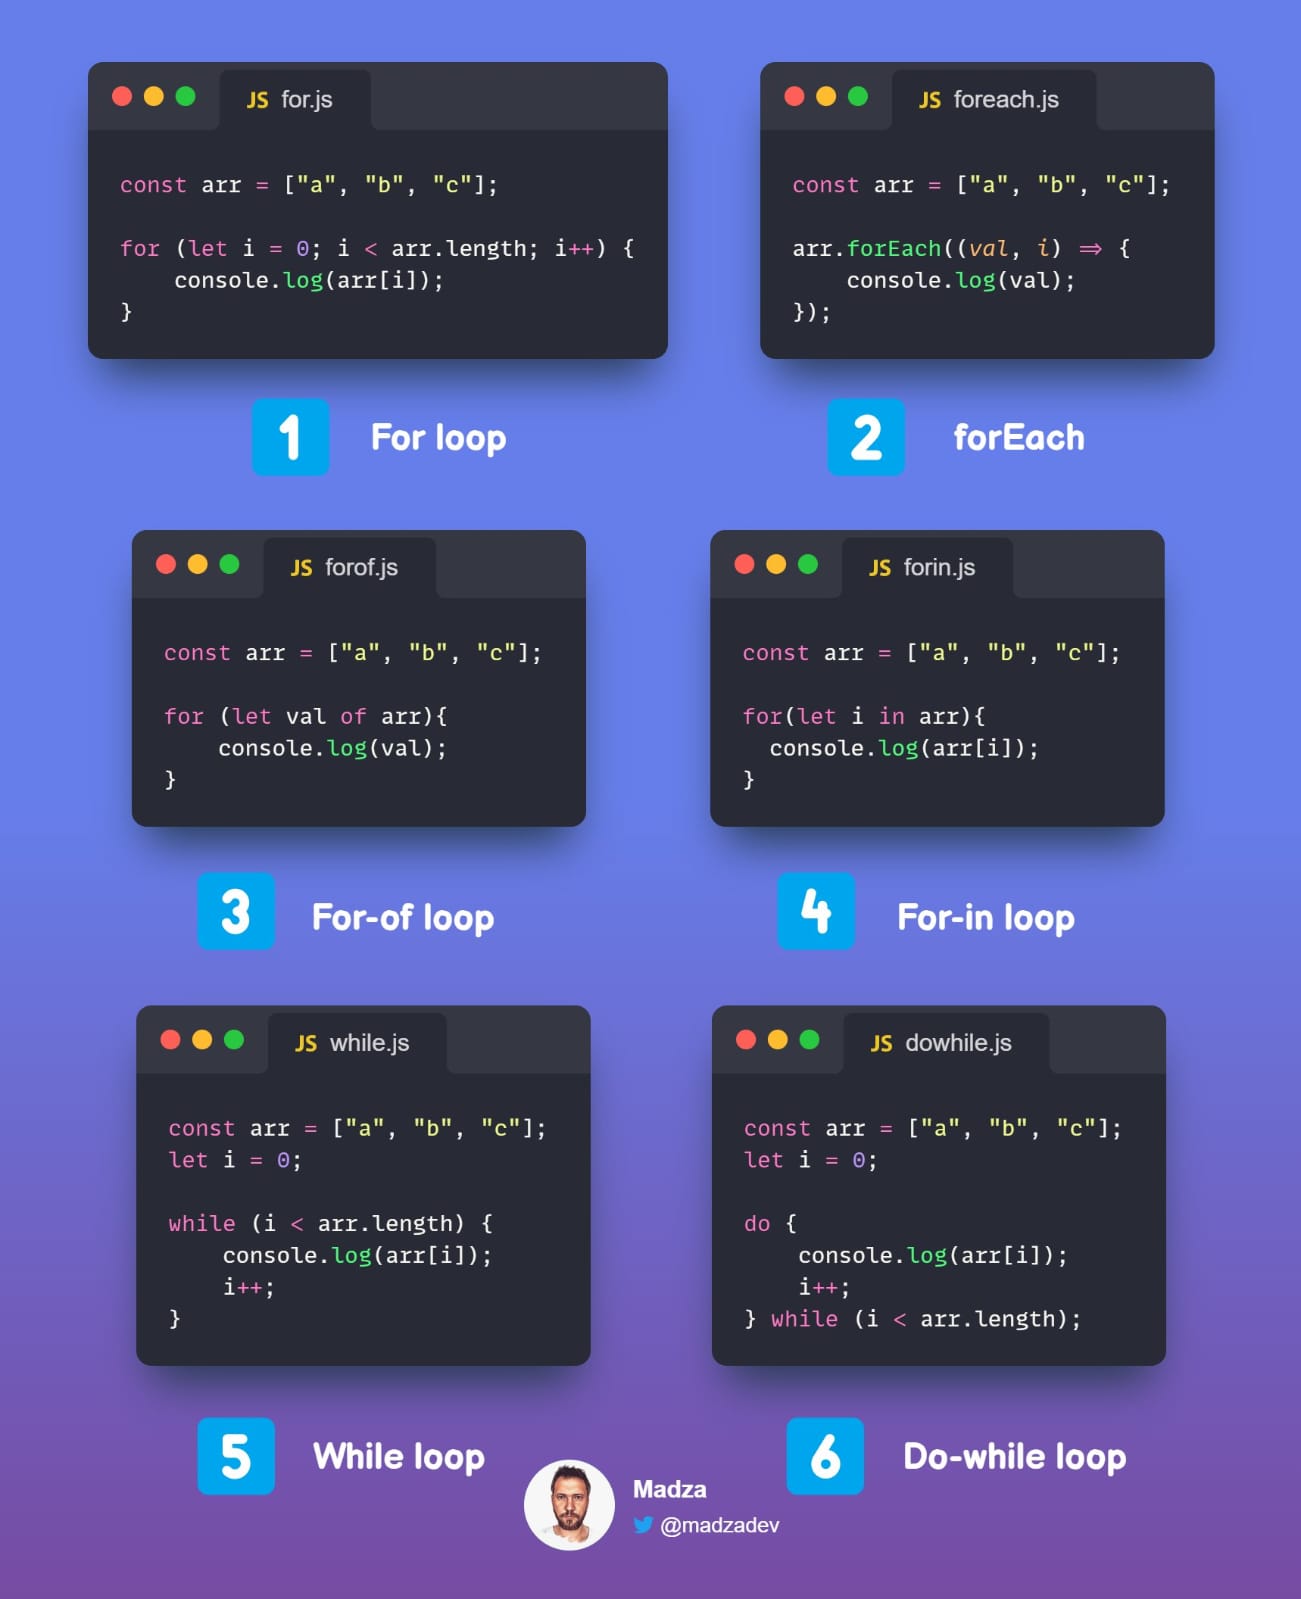 JS for.js
const arr = ["a", "b", "c"];
for (let i = 0; i < arr.length; i++) {
    console.log(arr[i]);
}
1 For loop
JS foreach.js
const arr = ["a", "b", "c"];
arr.forEach((val, i) => {
    console.log(val);
});
2 forEach
JS forof.js
const arr = ["a", "b", "c"];
for (let val of arr){
    console.log(val);
}
3 For-of loop
JS forin.js
const arr = ["a", "b", "c"];
for(let i in arr){
  console.log(arr[i]);
}
4 For-in loop
JS while.js
const arr = ["a", "b", "c"];
let i = 0;
while (i < arr.length) {
    console.log(arr[i]);
    i++;
}
5 While loop
JS dowhile.js
const arr = ["a", "b", "c"];
let i = 0;
do {
    console.log(arr[i]);
    i++;
} while (i < arr.length);
6 Do-while loop
Madza
@madzadev